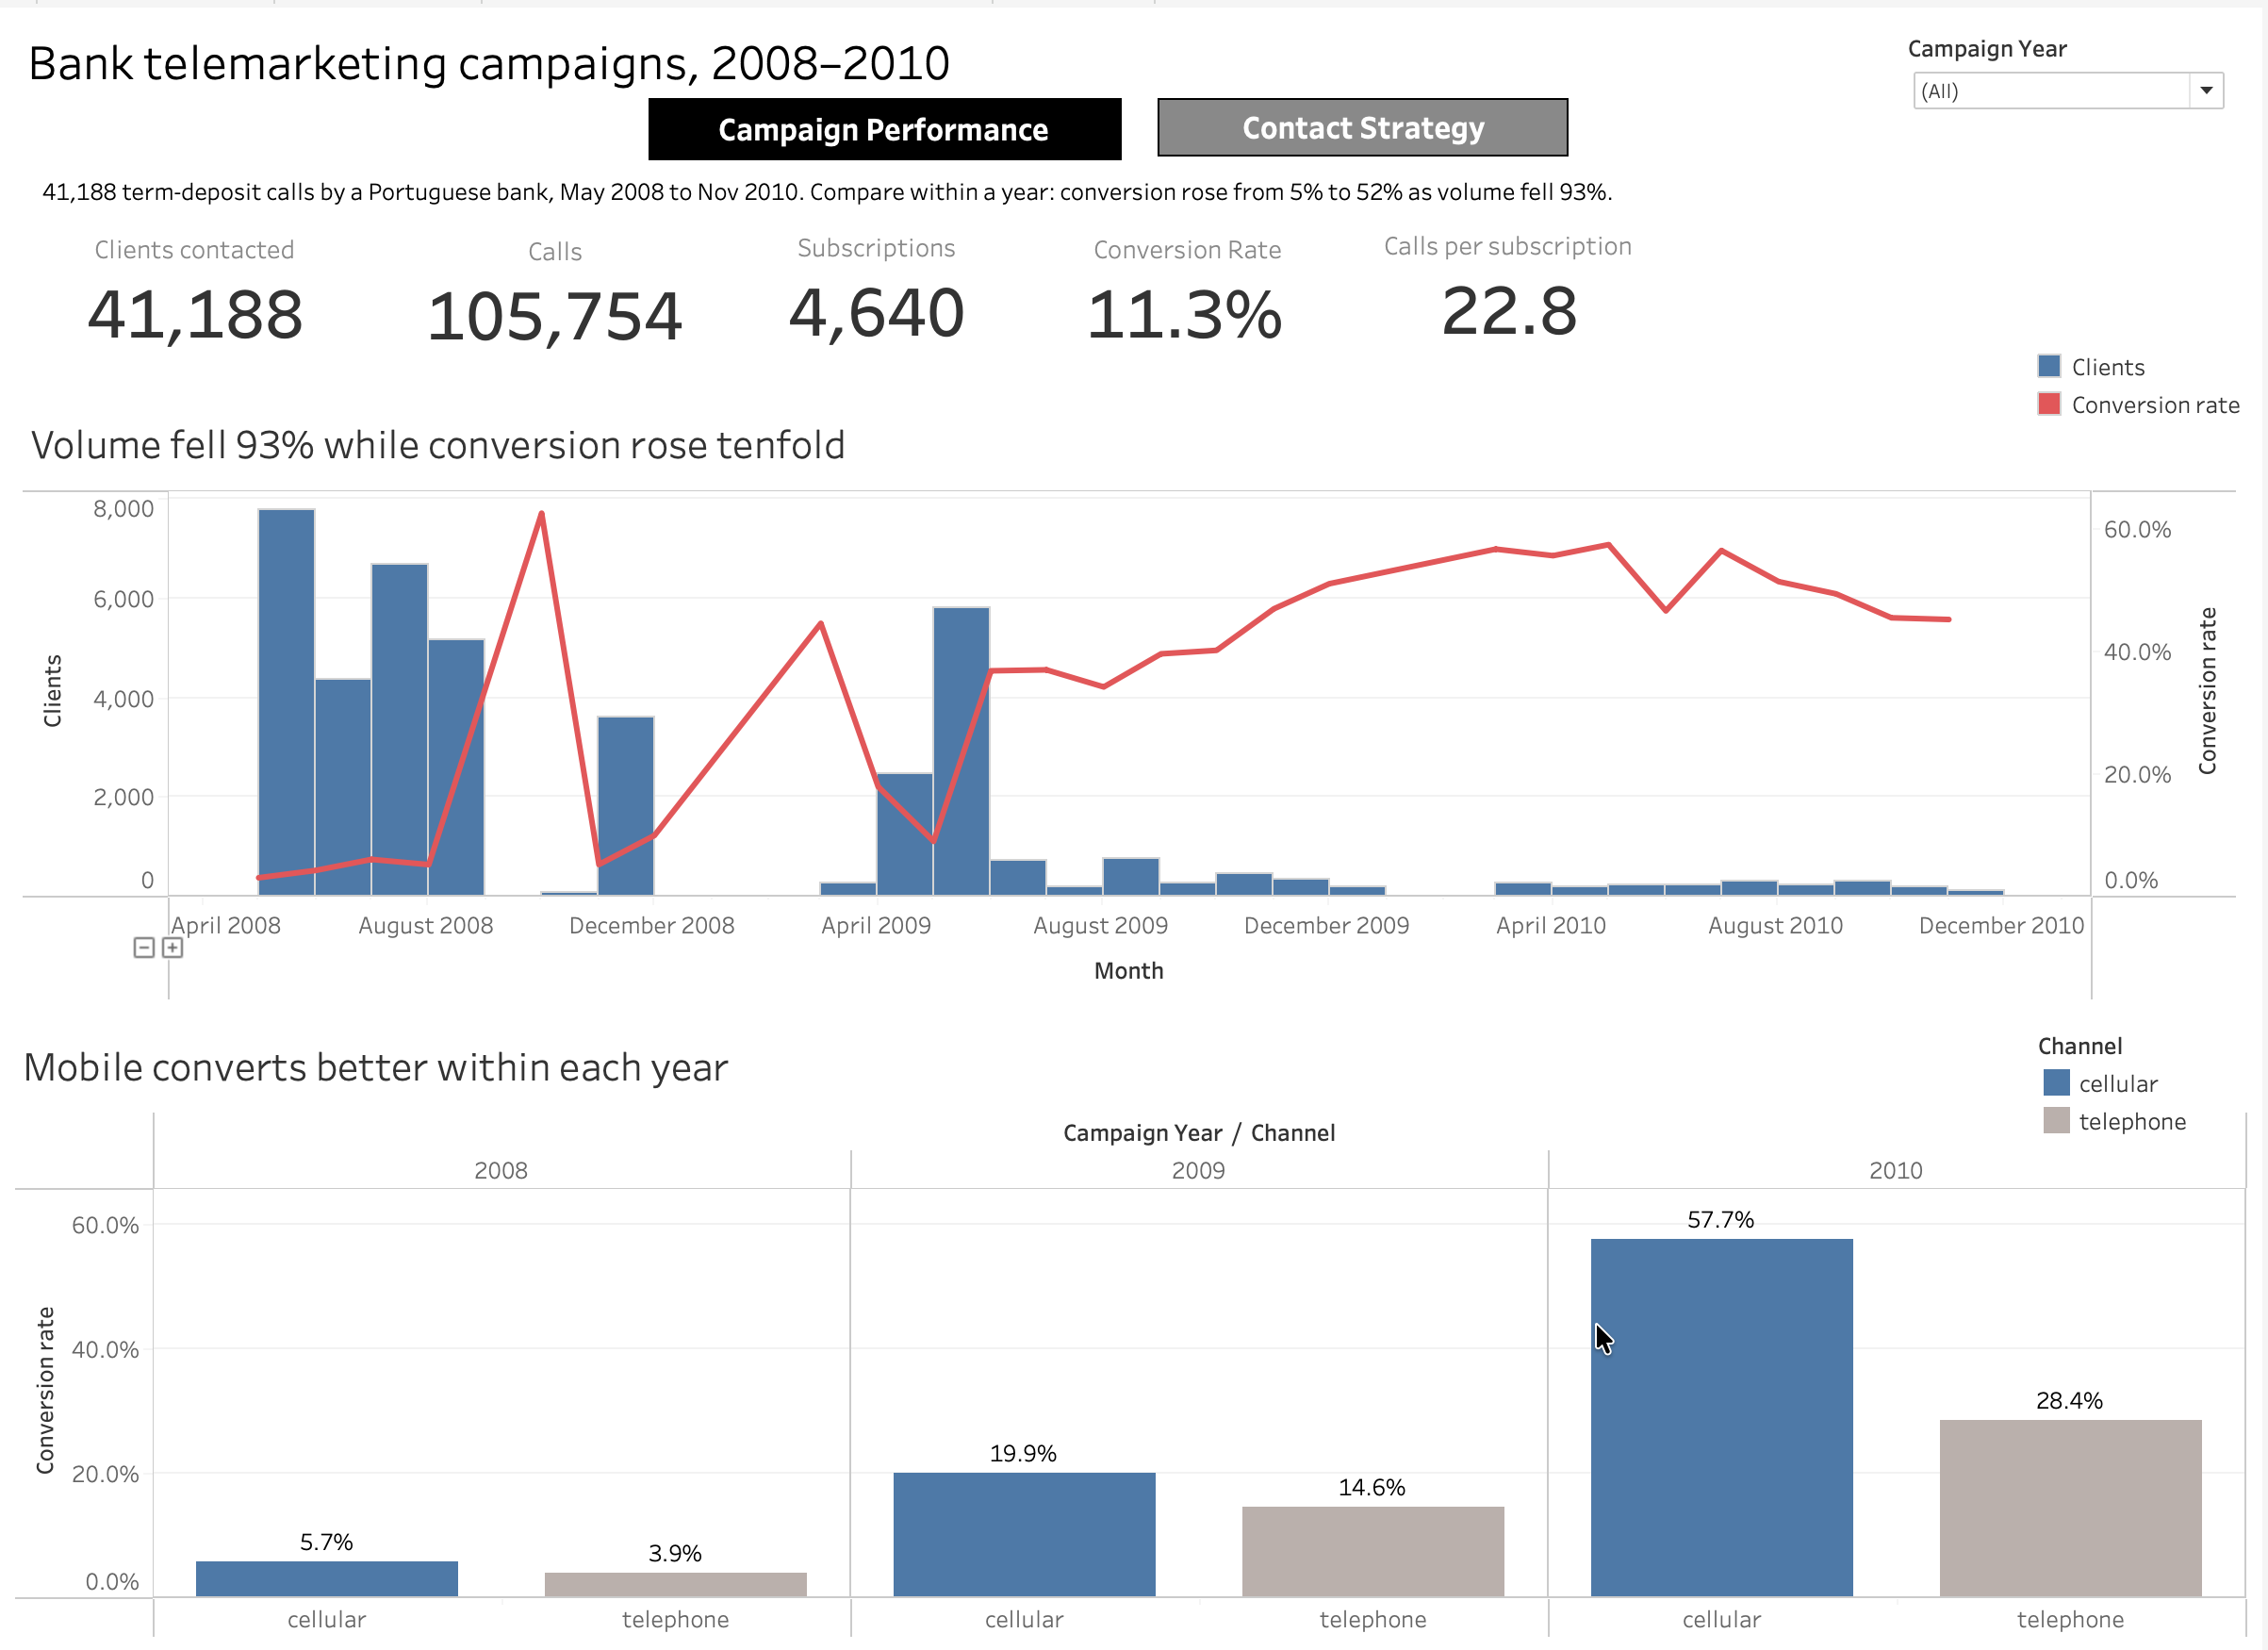 Bank telemarketing campaigns, 2008–2010
Campaign Year
(All)
Campaign Performance
Contact Strategy
41,188 term-deposit calls by a Portuguese bank, May 2008 to Nov 2010. Compare within a year: conversion rose from 5% to 52% as volume fell 93%.
Clients contacted
41,188
Calls
105,754
Subscriptions
4,640
Conversion Rate
11.3%
Calls per subscription
22.8
Clients
Conversion rate
Volume fell 93% while conversion rose tenfold
Clients
8,000
6,000
4,000
2,000
0
60.0%
40.0%
20.0%
0.0%
Conversion rate
April 2008
August 2008
December 2008
April 2009
August 2009
December 2009
April 2010
August 2010
December 2010
Month
Mobile converts better within each year
Channel
cellular
telephone
Campaign Year / Channel
2008
2009
2010
Conversion rate
60.0%
40.0%
20.0%
0.0%
5.7%
3.9%
19.9%
14.6%
57.7%
28.4%
cellular
telephone
cellular
telephone
cellular
telephone